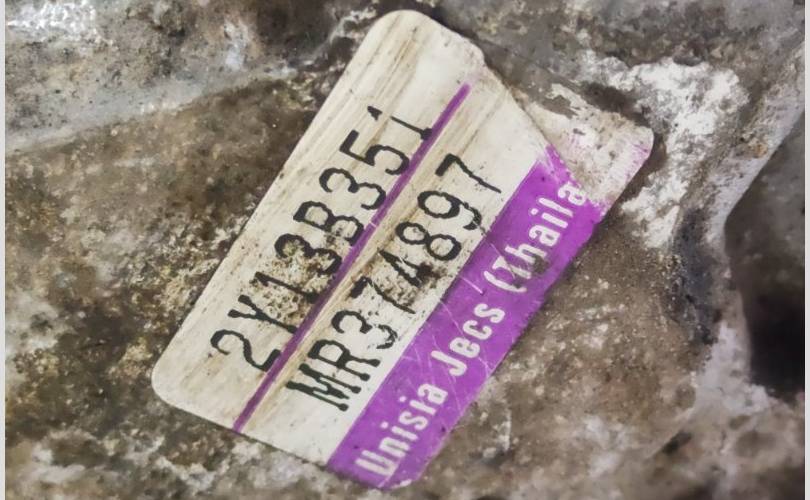 2Y13B351
MR374897
Unisia Jecs (Thaila